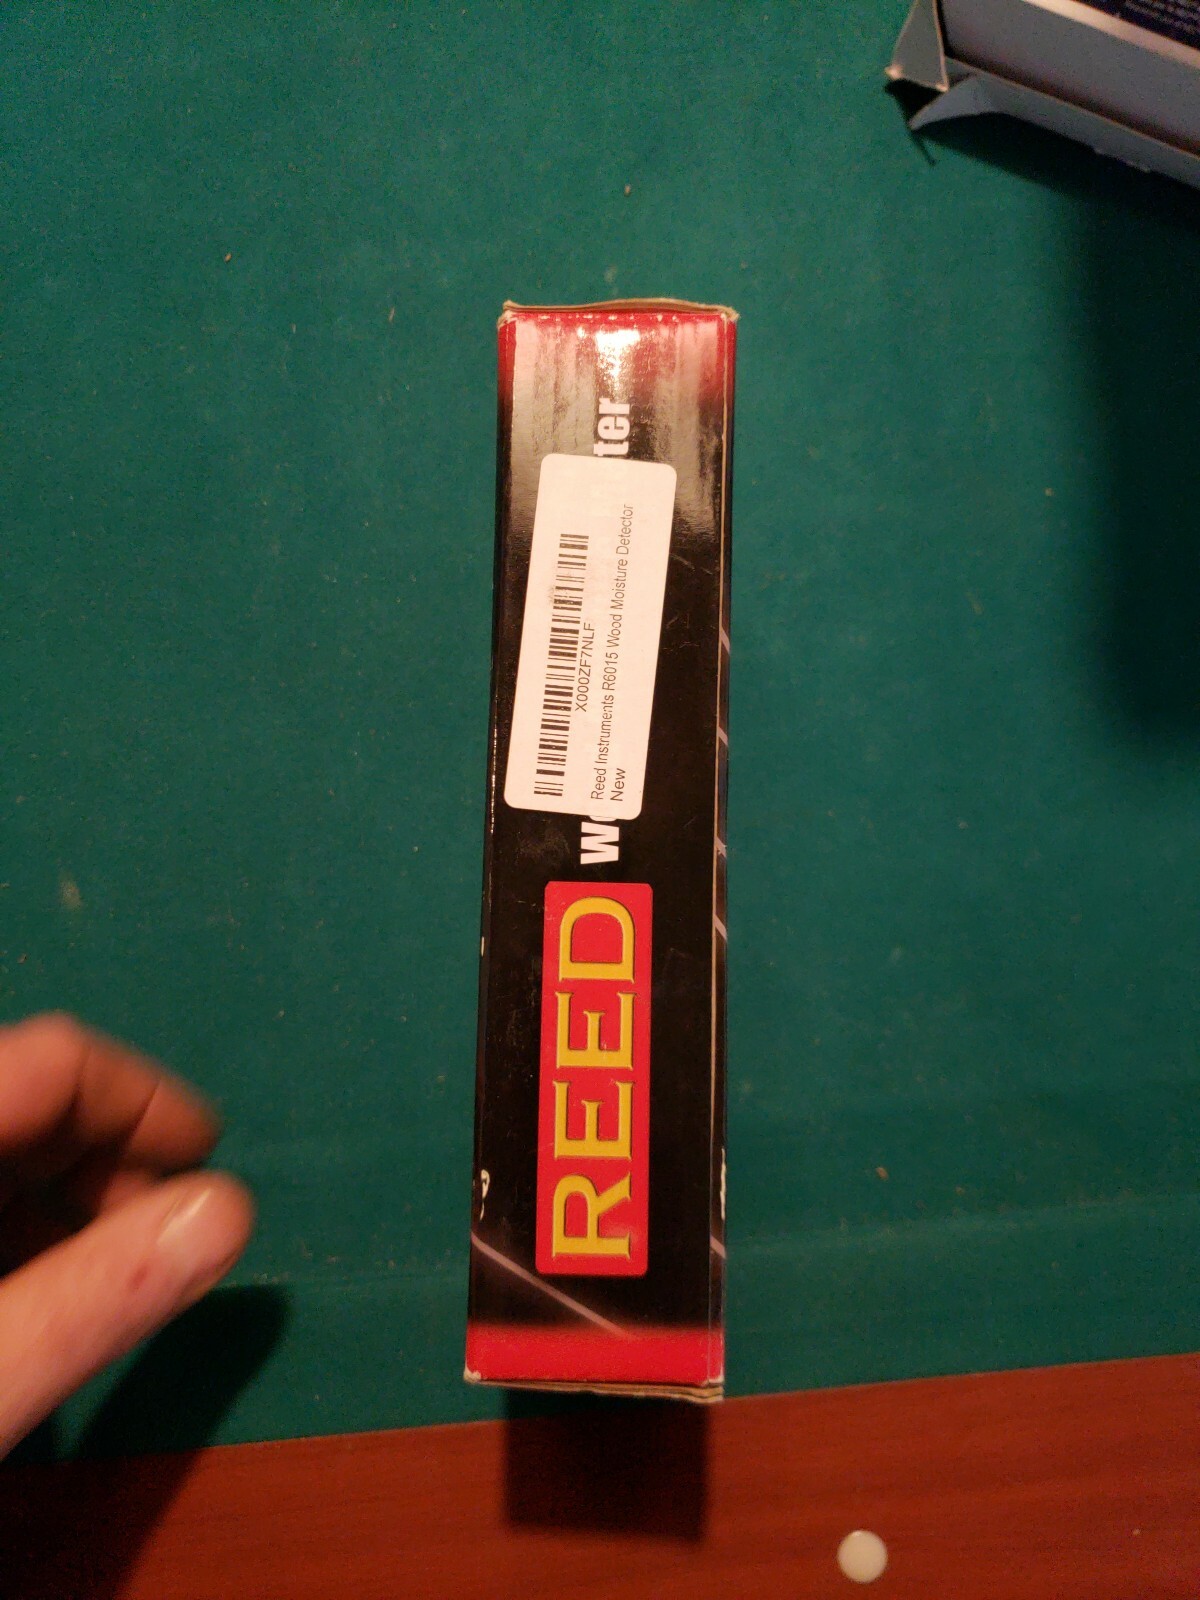 REED
X000ZF7NLF
Reed Instruments R6015 Wood Moisture Detector
New